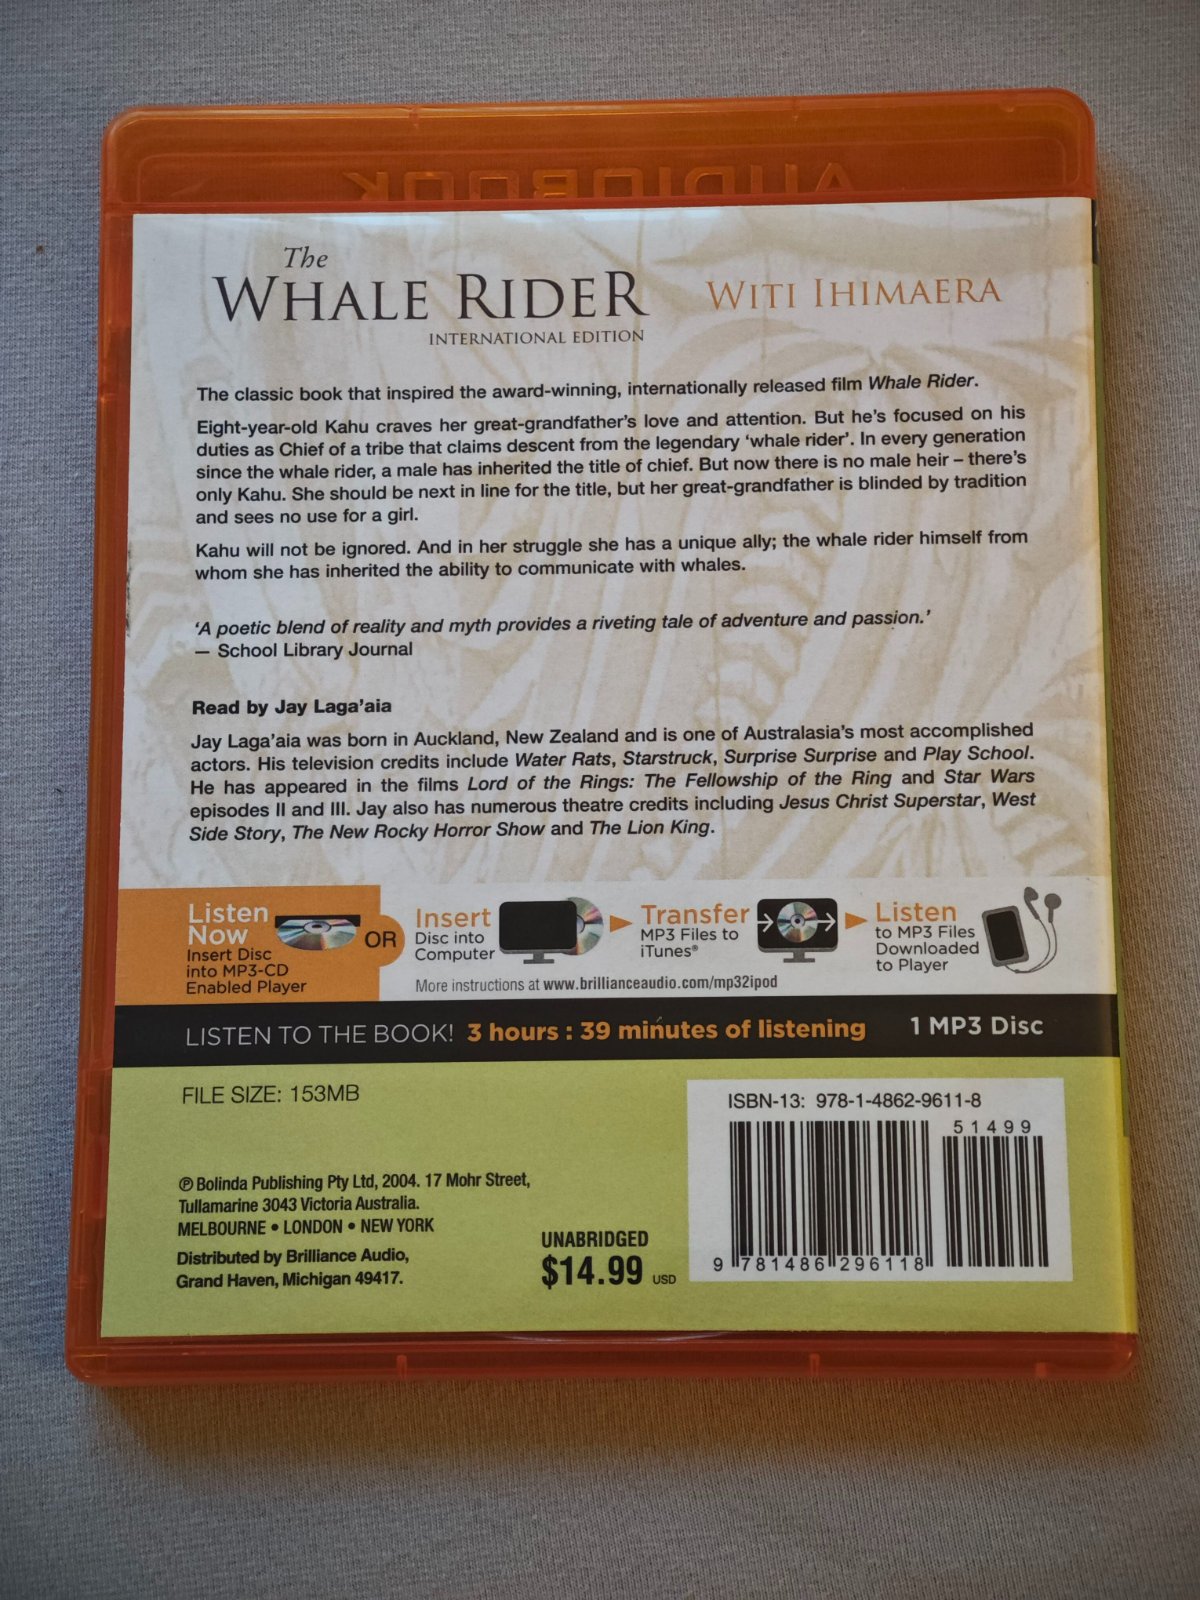 AUDIOBOOK
The
WHALE RIDER
INTERNATIONAL EDITION
WITI IHIMAERA
The classic book that inspired the award-winning, internationally released film Whale Rider.
Eight-year-old Kahu craves her great-grandfather's love and attention. But he's focused on his
duties as Chief of a tribe that claims descent from the legendary 'whale rider'. In every generation
since the whale rider, a male has inherited the title of chief. But now there is no male heir – there's
only Kahu. She should be next in line for the title, but her great-grandfather is blinded by tradition
and sees no use for a girl.
Kahu will not be ignored. And in her struggle she has a unique ally; the whale rider himself from
whom she has inherited the ability to communicate with whales.
'A poetic blend of reality and myth provides a riveting tale of adventure and passion.'
— School Library Journal
Read by Jay Laga'aia
Jay Laga'aia was born in Auckland, New Zealand and is one of Australasia's most accomplished
actors. His television credits include Water Rats, Starstruck, Surprise Surprise and Play School.
He has appeared in the films Lord of the Rings: The Fellowship of the Ring and Star Wars
episodes II and III. Jay also has numerous theatre credits including Jesus Christ Superstar, West
Side Story, The New Rocky Horror Show and The Lion King.
Listen
Now
Insert Disc
into MP3-CD
Enabled Player
OR
Insert
Disc into
Computer
Transfer
MP3 Files to
iTunes®
Listen
to MP3 Files
Downloaded
to Player
More instructions at www.brillianceaudio.com/mp32ipod
LISTEN TO THE BOOK! 3 hours : 39 minutes of listening 1 MP3 Disc
FILE SIZE: 153MB
℗ Bolinda Publishing Pty Ltd, 2004. 17 Mohr Street,
Tullamarine 3043 Victoria Australia.
MELBOURNE • LONDON • NEW YORK
Distributed by Brilliance Audio,
Grand Haven, Michigan 49417.
UNABRIDGED
$14.99 USD
ISBN-13: 978-1-4862-9611-8
51499
9 781486 296118